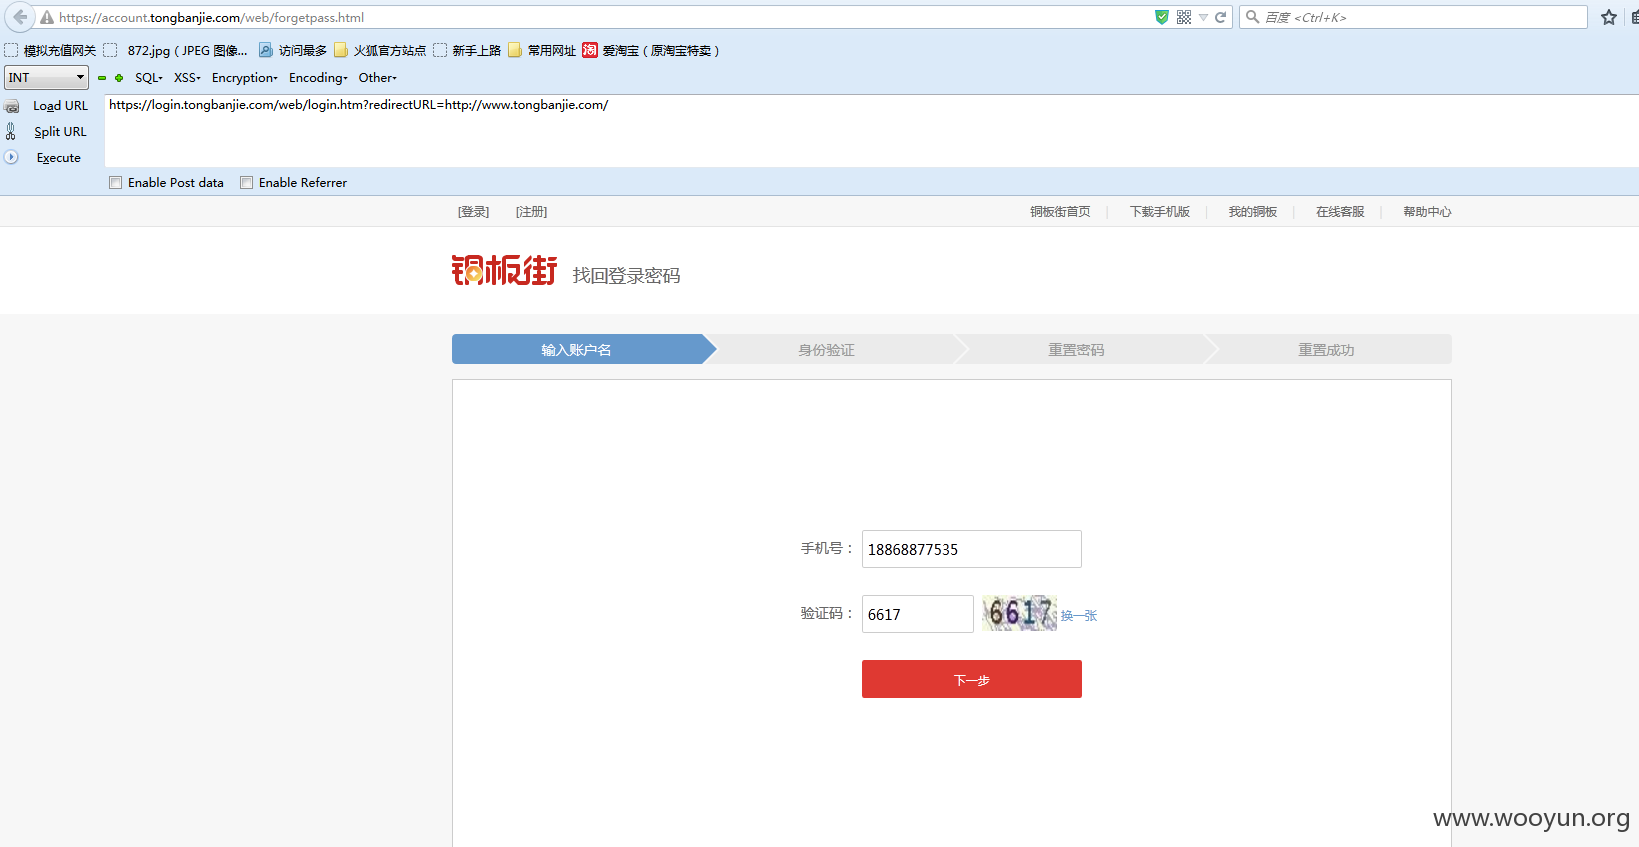 https://account.tongbanjie.com/web/forgetpass.html
百度 <Ctrl+K>
模拟充值网关 872.jpg ( JPEG 图像... 访问最多 火狐官方站点 新手上路 常用网址 淘 爱淘宝 ( 原淘宝特卖 )
INT SQL XSS Encryption Encoding Other
Load URL https://login.tongbanjie.com/web/login.htm?redirectURL=http://www.tongbanjie.com/
Split URL
Execute
Enable Post data Enable Referrer
[登录] [注册] 铜板街首页 | 下载手机版 | 我的铜板 | 在线客服 | 帮助中心
铜板街 找回登录密码
输入账户名 身份验证 重置密码 重置成功
手机号： 18868877535
验证码： 6617 6617 换一张
下一步
www.wooyun.org